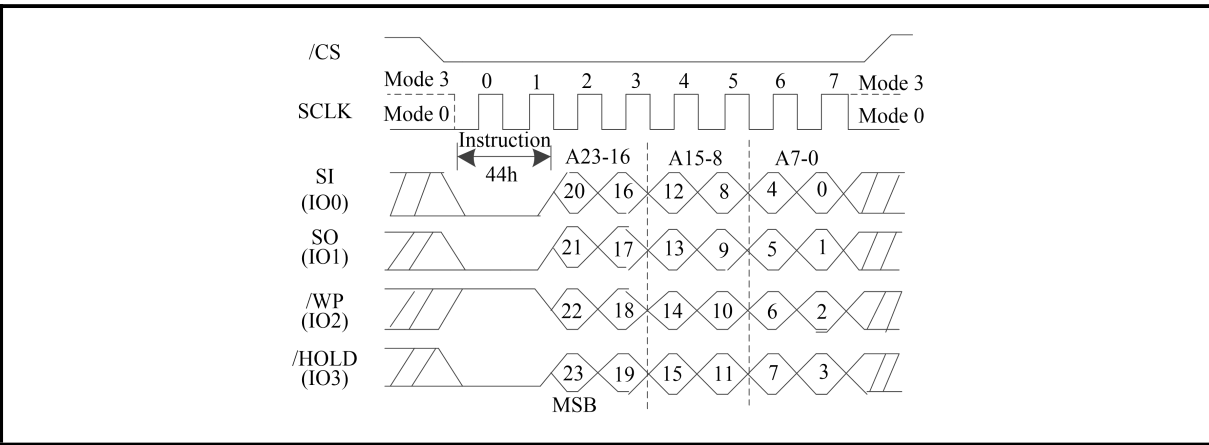 /CS
Mode 3 0 1 2 3 4 5 6 7 Mode 3
SCLK Mode 0 Mode 0
Instruction
44h A23-16 A15-8 A7-0
SI
(IO0) 20 16 12 8 4 0
SO
(IO1) 21 17 13 9 5 1
/WP
(IO2) 22 18 14 10 6 2
/HOLD
(IO3) 23 19 15 11 7 3
MSB